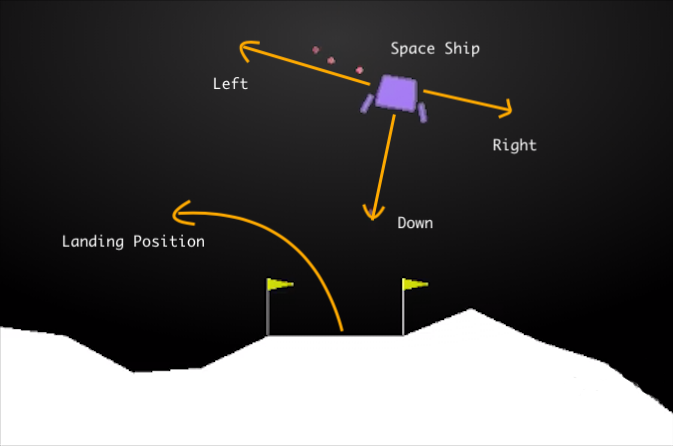 Space Ship
Left
Right
Down
Landing Position